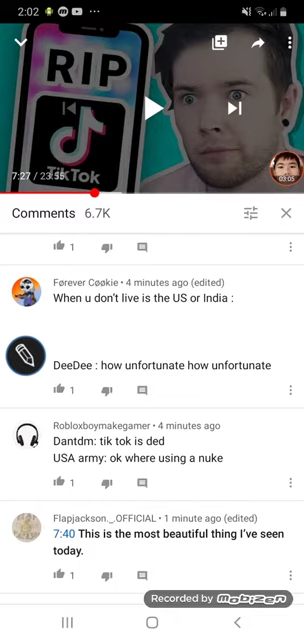 2:02
RIP
TikTok
7:27 / 23:55
03:05
Comments 6.7K
1
Førever Cøøkie • 4 minutes ago (edited)
When u don't live is the US or India :
DeeDee : how unfortunate how unfortunate
1
Robloxboymakegamer • 4 minutes ago
Dantdm: tik tok is ded
USA army: ok where using a nuke
1
Flapjackson._.OFFICIAL • 1 minute ago (edited)
7:40 This is the most beautiful thing I've seen
today.
1
Recorded by mobizen